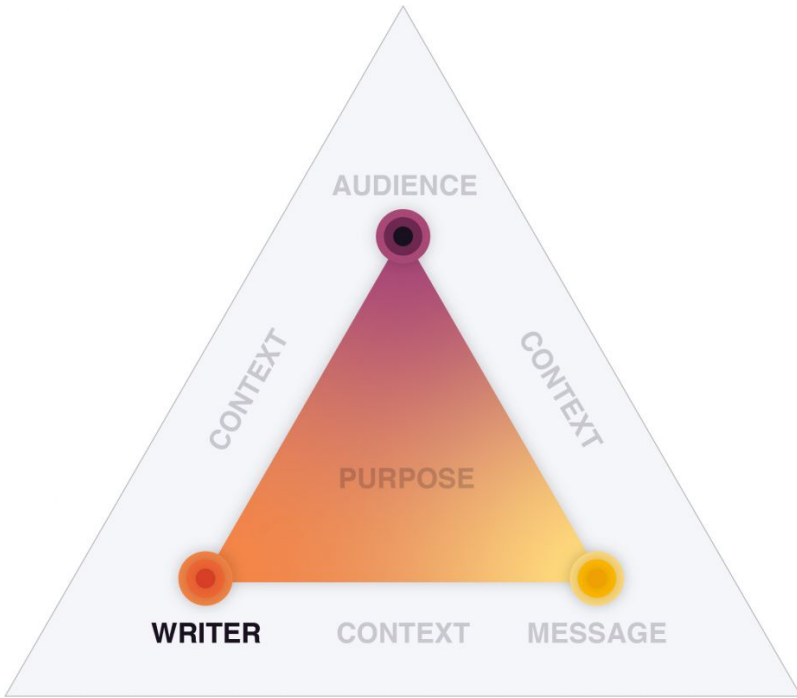 AUDIENCE
CONTEXT
CONTEXT
PURPOSE
WRITER
CONTEXT
MESSAGE